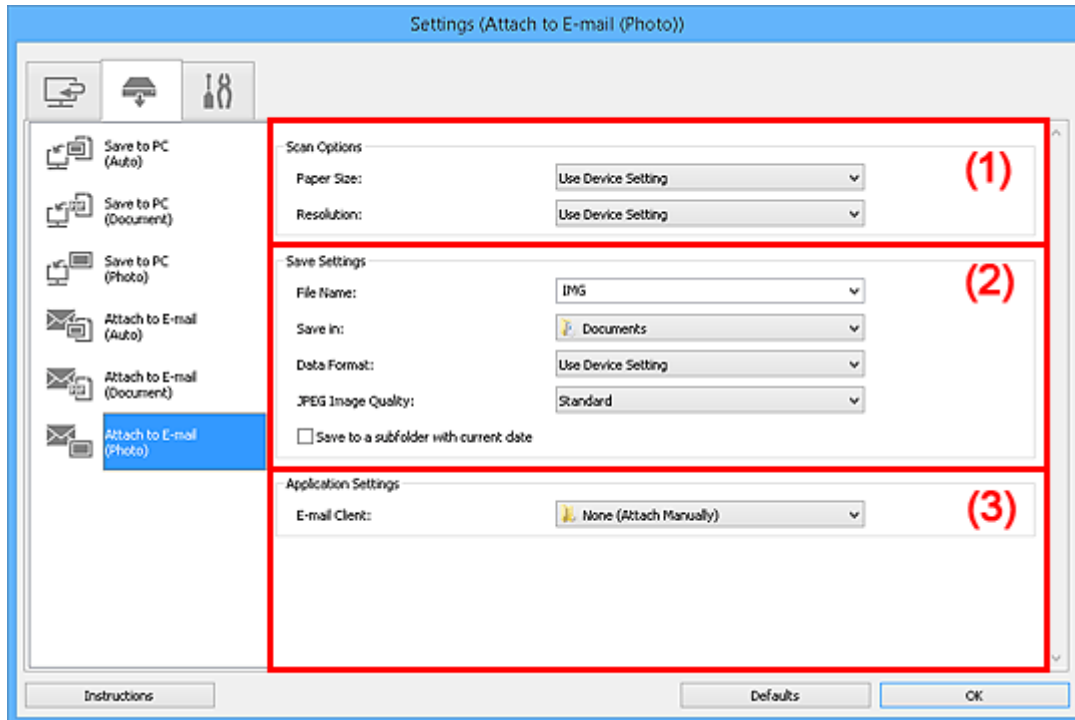 Settings (Attach to E-mail (Photo))
Save to PC
(Auto)
Save to PC
(Document)
Save to PC
(Photo)
Attach to E-mail
(Auto)
Attach to E-mail
(Document)
Attach to E-mail
(Photo)
Scan Options
(1)
Paper Size: Use Device Setting
Resolution: Use Device Setting
Save Settings
(2)
File Name: IMG
Save in: Documents
Data Format: Use Device Setting
JPEG Image Quality: Standard
Save to a subfolder with current date
Application Settings
(3)
E-mail Client: None (Attach Manually)
Instructions Defaults OK